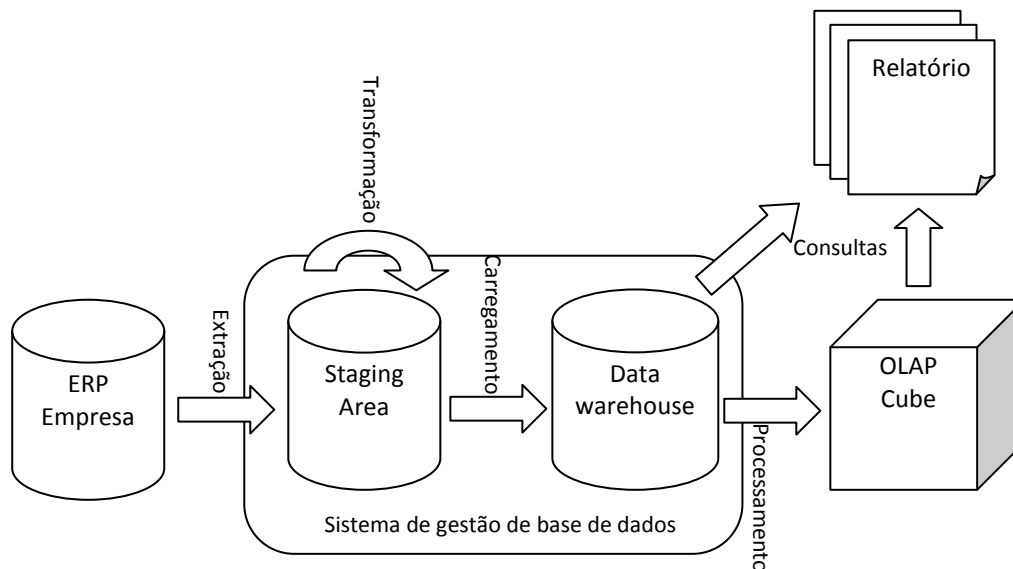 Relatório
Transformação
Consultas
Carregamento
Extração
ERP
Empresa
Staging
Area
Data
warehouse
OLAP
Cube
Processamento
Sistema de gestão de base de dados